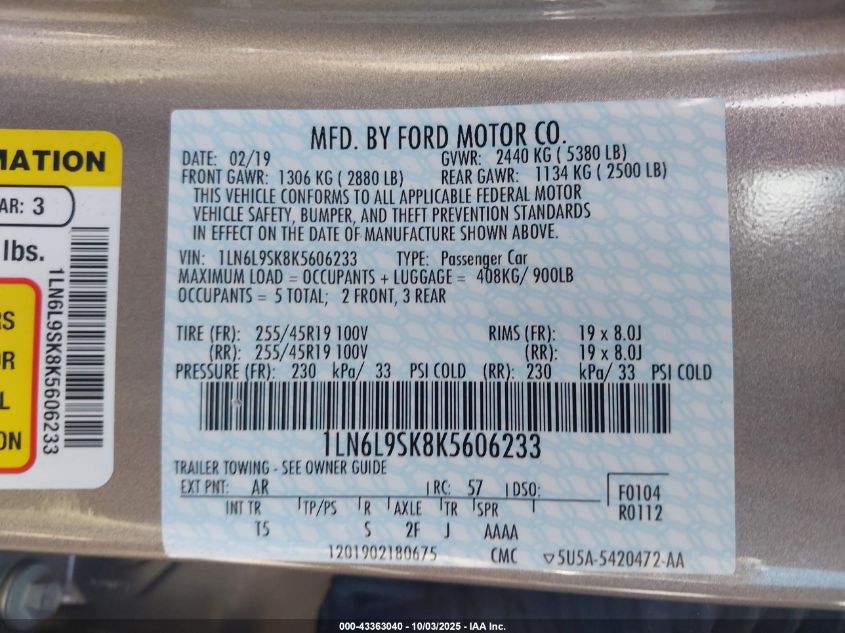 MATION
AR: 3
lbs.
RS
OR
L
ON
1LN6L9SK8K5606233
MFD. BY FORD MOTOR CO.
DATE: 02/19 GVWR: 2440 KG ( 5380 LB)
FRONT GAWR: 1306 KG ( 2880 LB) REAR GAWR: 1134 KG ( 2500 LB)
THIS VEHICLE CONFORMS TO ALL APPLICABLE FEDERAL MOTOR
VEHICLE SAFETY, BUMPER, AND THEFT PREVENTION STANDARDS
IN EFFECT ON THE DATE OF MANUFACTURE SHOWN ABOVE.
VIN: 1LN6L9SK8K5606233 TYPE: Passenger Car
MAXIMUM LOAD = OCCUPANTS + LUGGAGE = 408KG/ 900LB
OCCUPANTS = 5 TOTAL; 2 FRONT, 3 REAR
TIRE (FR): 255/45R19 100V RIMS (FR): 19 x 8.0J
(RR): 255/45R19 100V (RR): 19 x 8.0J
PRESSURE (FR): 230 kPa/ 33 PSI COLD (RR): 230 kPa/ 33 PSI COLD
1LN6L9SK8K5606233
TRAILER TOWING - SEE OWNER GUIDE
EXT PNT: AR RC: 57 DSO: F0104
INT TR TP/PS R AXLE TR SPR R0112
T5 S 2F J AAAA
1201902180675 CMC ▽5U5A-5420472-AA
000-43363040 - 10/03/2025 - IAA Inc.